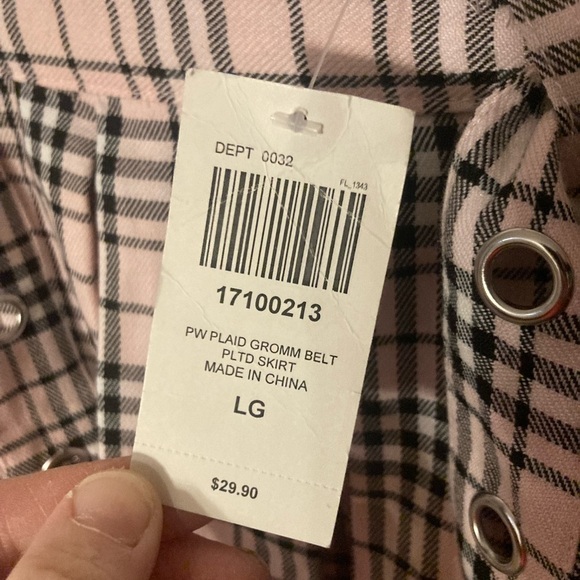 DEPT 0032
FL_1343
17100213
PW PLAID GROMM BELT
PLTD SKIRT
MADE IN CHINA
LG
$29.90